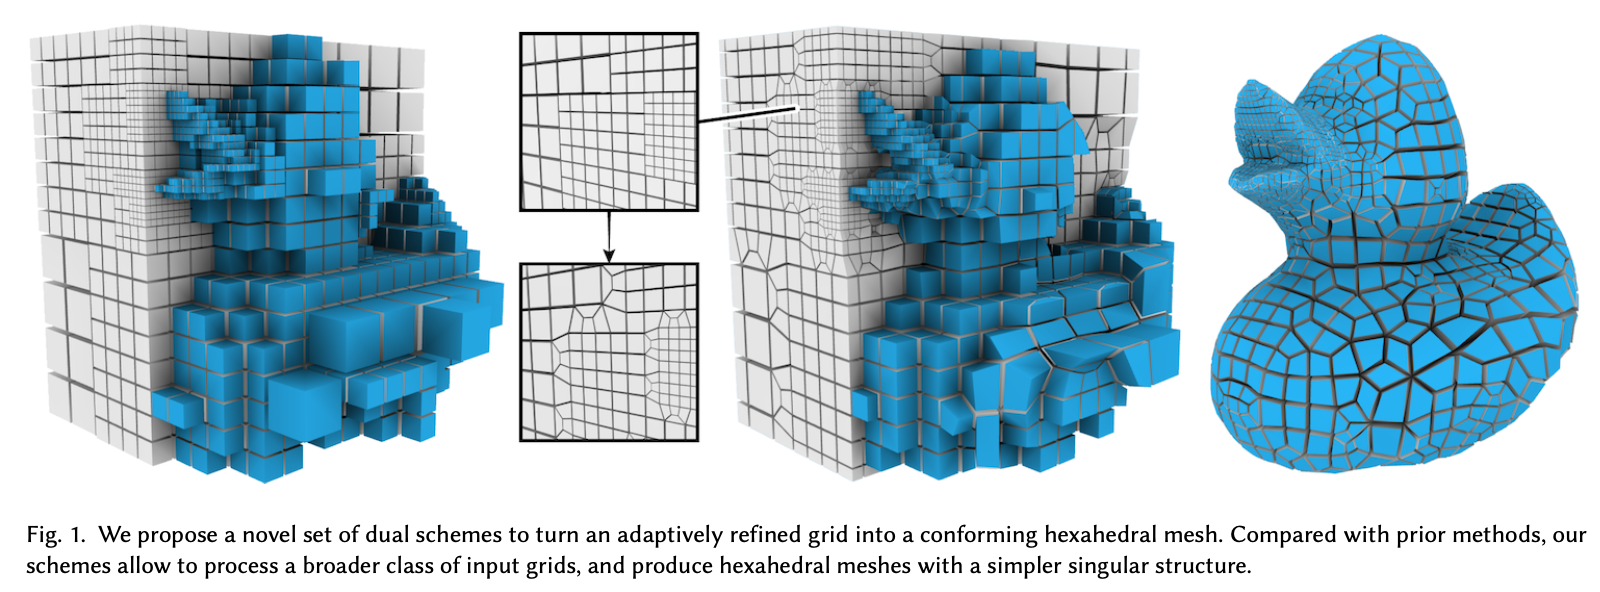 Fig. 1. We propose a novel set of dual schemes to turn an adaptively refined grid into a conforming hexahedral mesh. Compared with prior methods, our
schemes allow to process a broader class of input grids, and produce hexahedral meshes with a simpler singular structure.